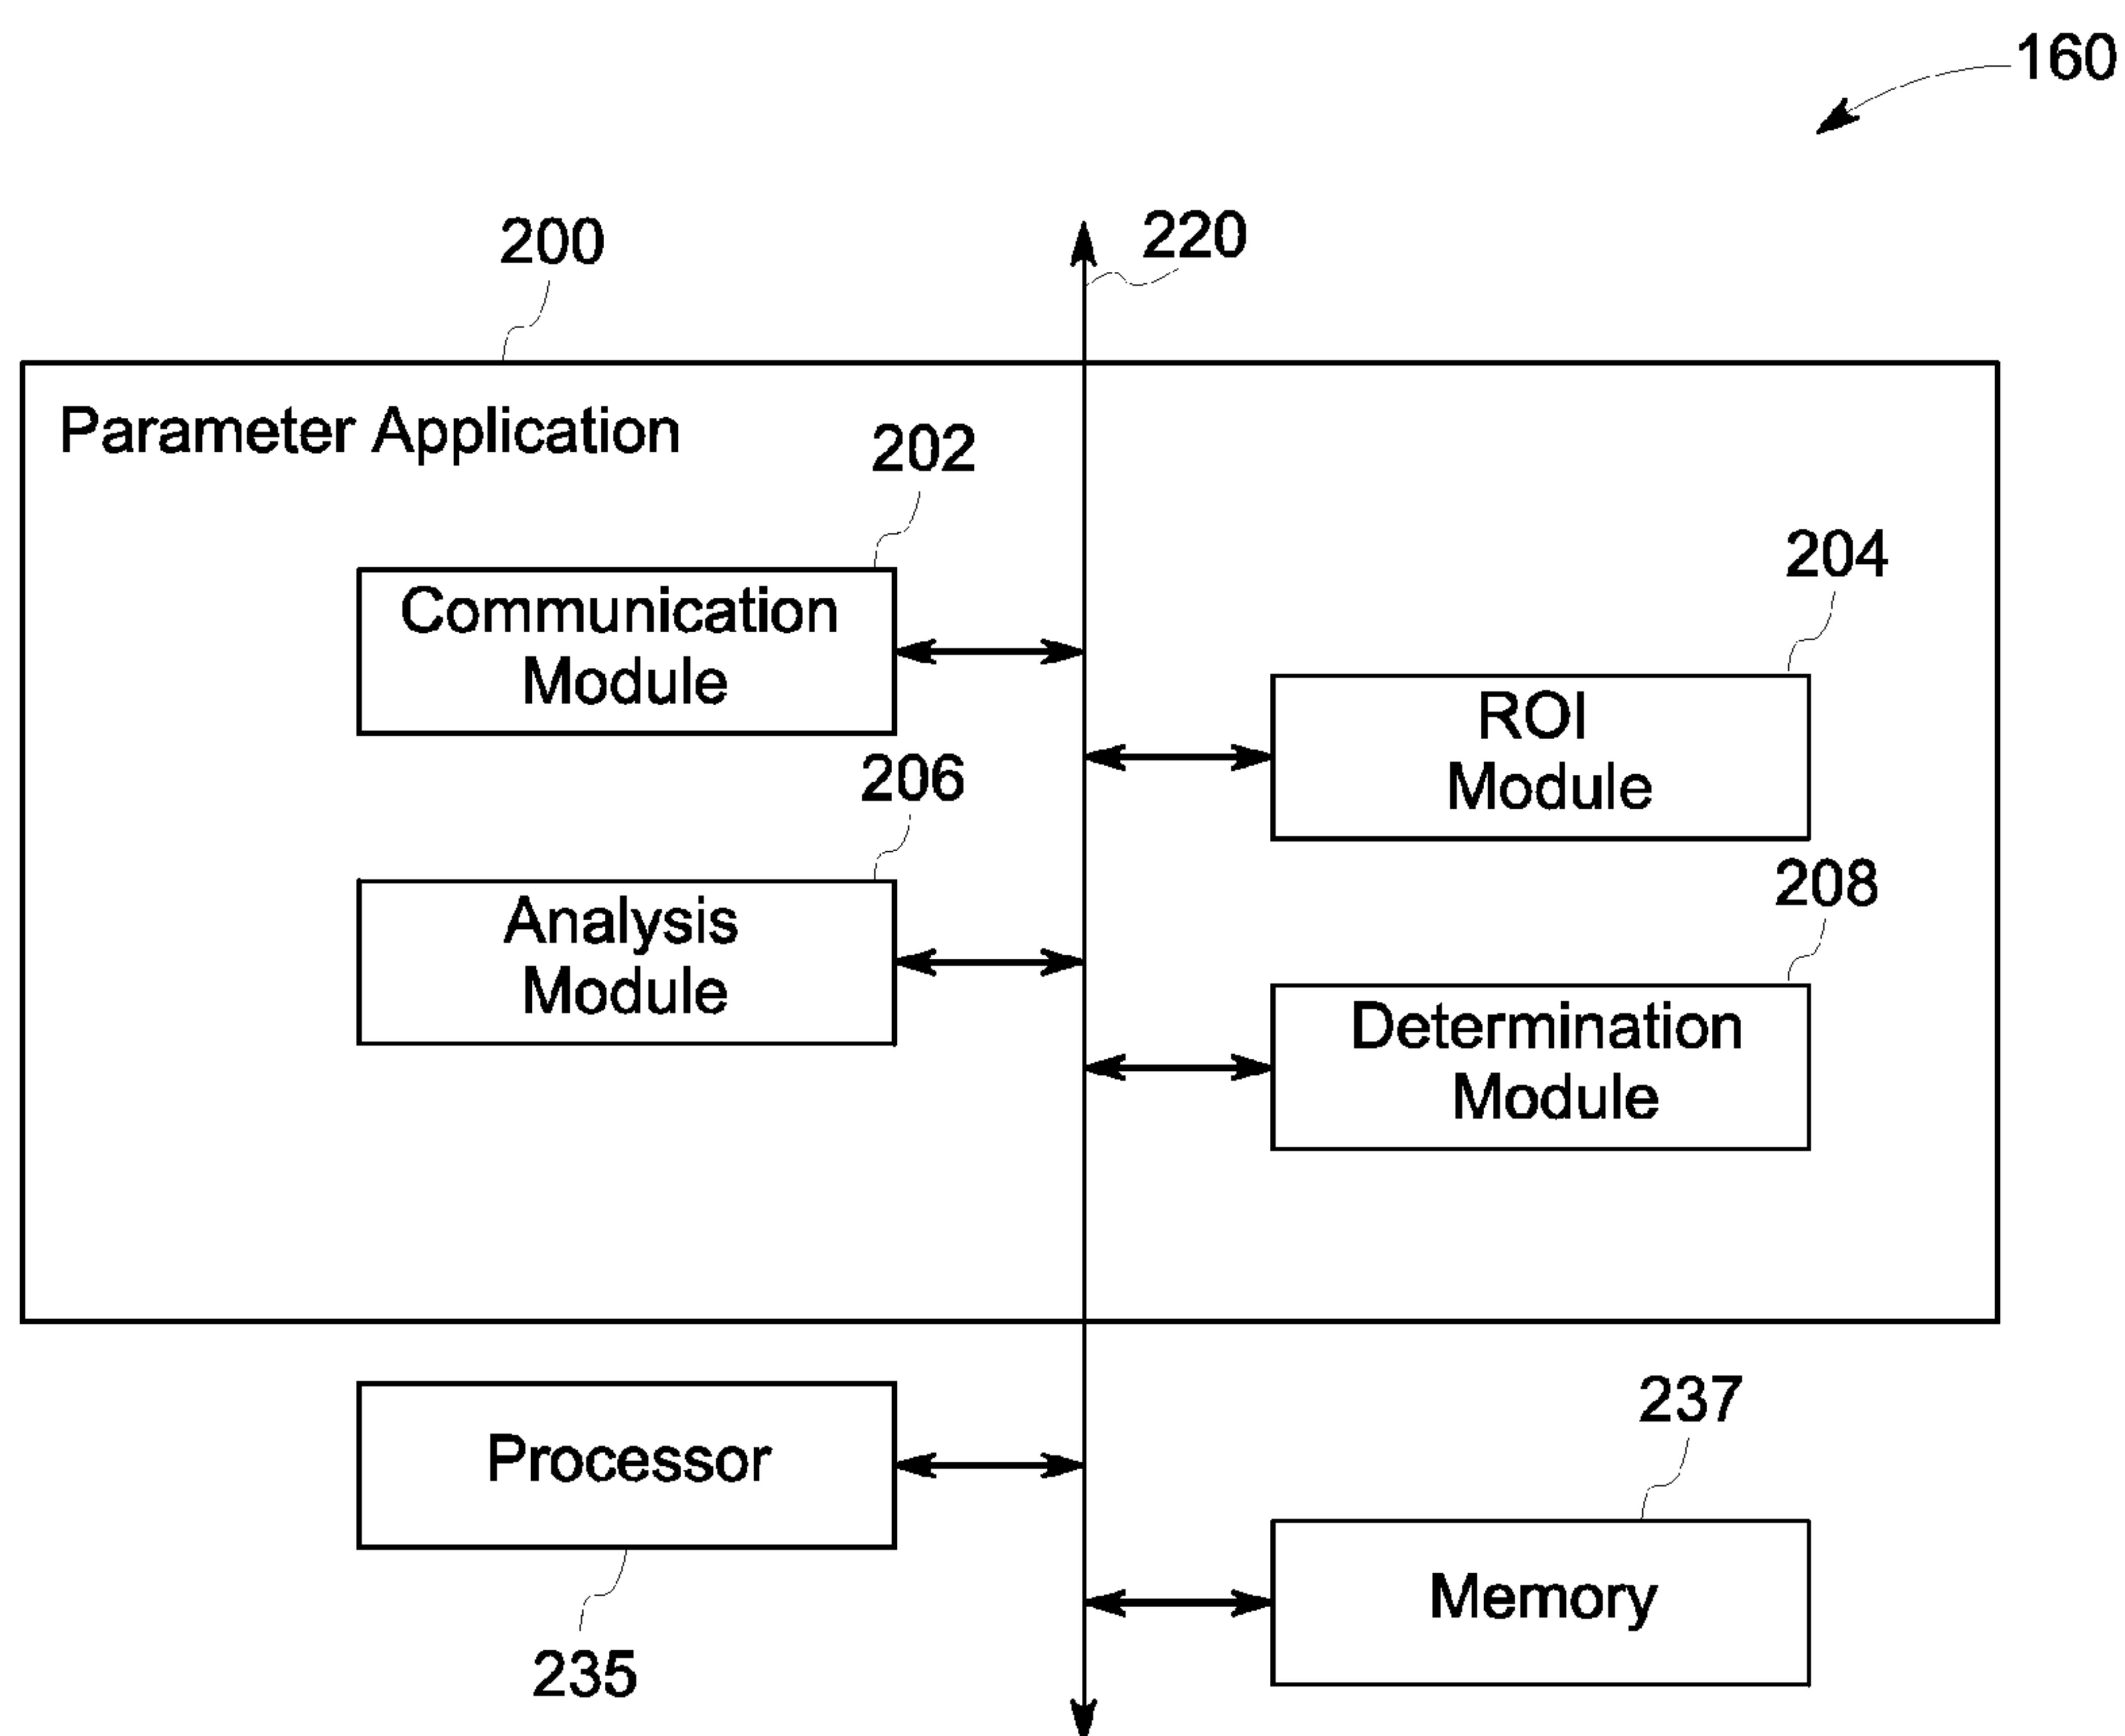 160
200
220
Parameter Application
202
Communication
Module
204
ROI
Module
206
Analysis
Module
208
Determination
Module
Processor
235
237
Memory